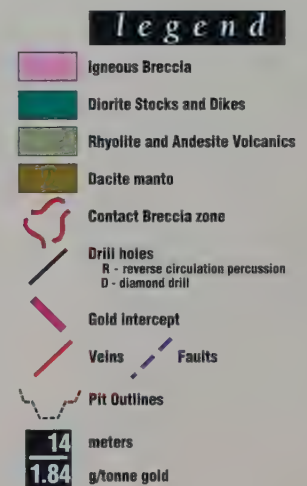 legend
Igneous Breccia
Diorite Stocks and Dikes
Rhyolite and Andesite Volcanics
Dacite manto
Contact Breccia zone
Drill holes
R - reverse circulation percussion
D - diamond drill
Gold intercept
Veins Faults
Pit Outlines
14 meters
1.84 g/tonne gold